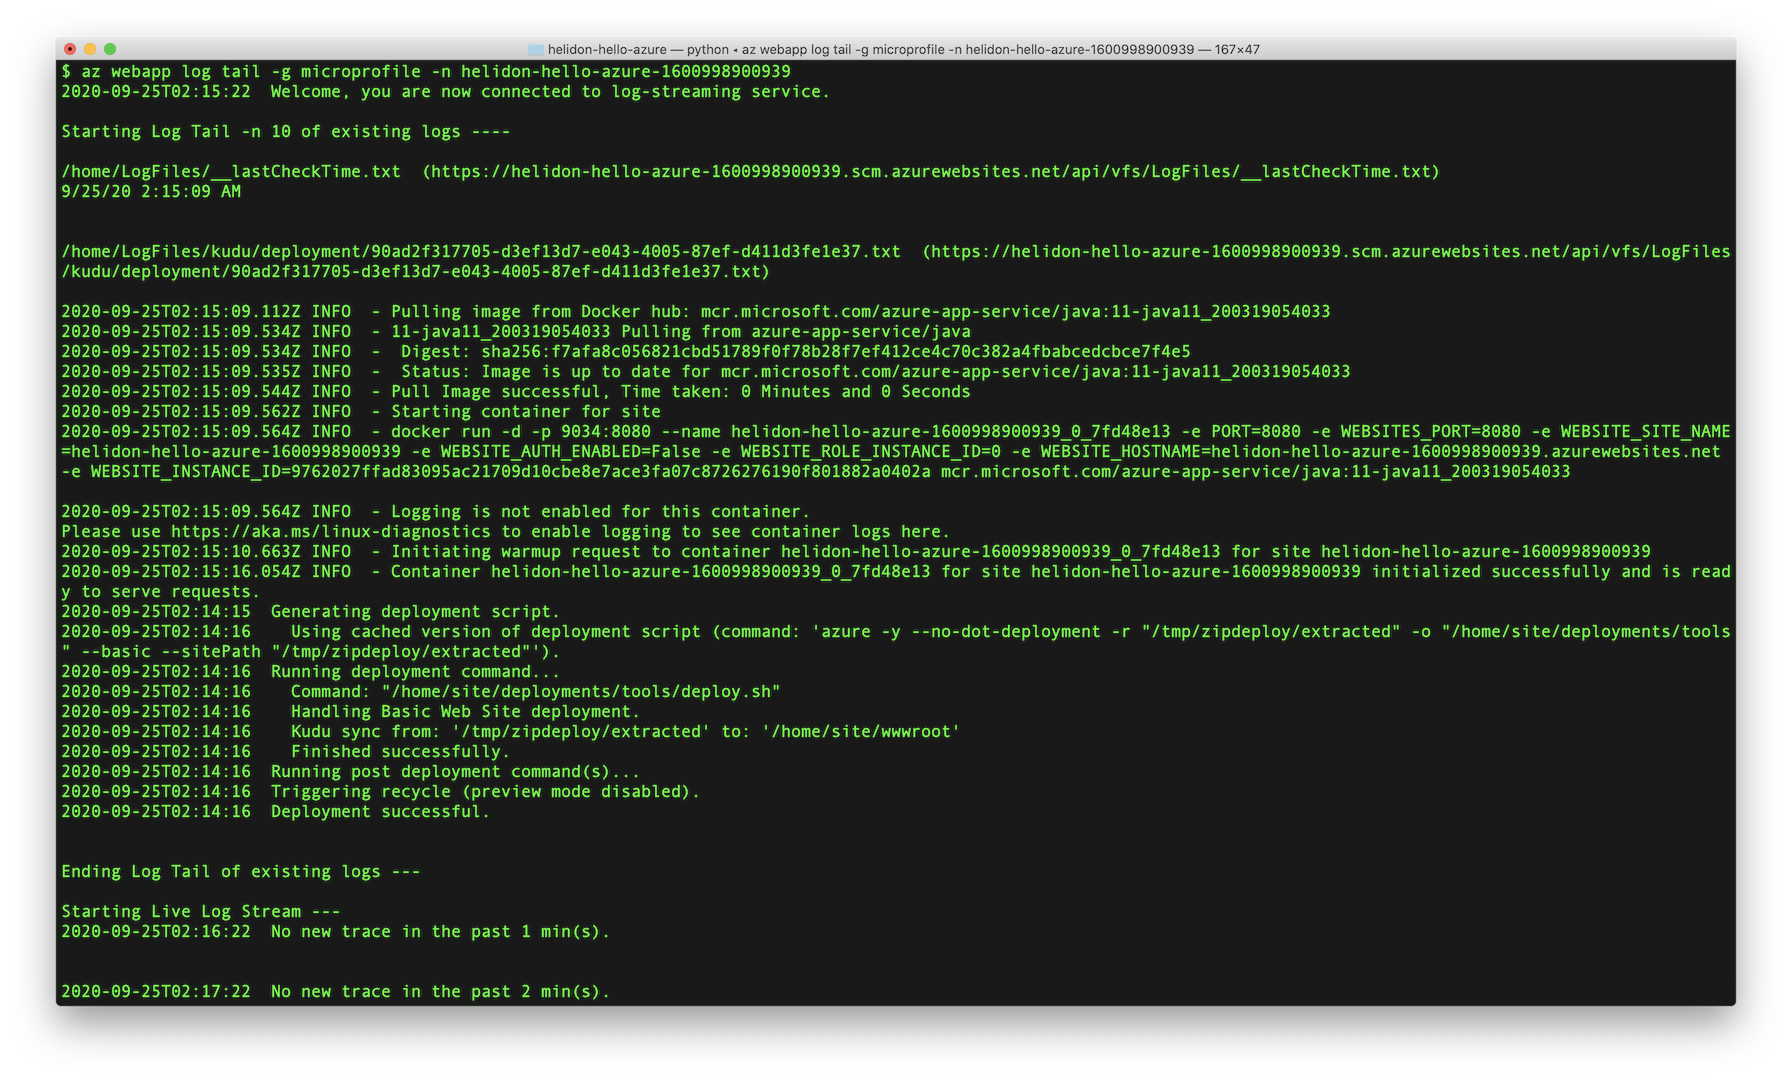 helidon-hello-azure — python ◂ az webapp log tail -g microprofile -n helidon-hello-azure-1600998900939 — 167×47
$ az webapp log tail -g microprofile -n helidon-hello-azure-1600998900939
2020-09-25T02:15:22  Welcome, you are now connected to log-streaming service.
Starting Log Tail -n 10 of existing logs ----
/home/LogFiles/__lastCheckTime.txt  (https://helidon-hello-azure-1600998900939.scm.azurewebsites.net/api/vfs/LogFiles/__lastCheckTime.txt)
9/25/20 2:15:09 AM
/home/LogFiles/kudu/deployment/90ad2f317705-d3ef13d7-e043-4005-87ef-d411d3fe1e37.txt  (https://helidon-hello-azure-1600998900939.scm.azurewebsites.net/api/vfs/LogFiles
/kudu/deployment/90ad2f317705-d3ef13d7-e043-4005-87ef-d411d3fe1e37.txt)
2020-09-25T02:15:09.112Z INFO  - Pulling image from Docker hub: mcr.microsoft.com/azure-app-service/java:11-java11_200319054033
2020-09-25T02:15:09.534Z INFO  - 11-java11_200319054033 Pulling from azure-app-service/java
2020-09-25T02:15:09.534Z INFO  -  Digest: sha256:f7afa8c056821cbd51789f0f78b28f7ef412ce4c70c382a4fbabcedcbce7f4e5
2020-09-25T02:15:09.535Z INFO  -  Status: Image is up to date for mcr.microsoft.com/azure-app-service/java:11-java11_200319054033
2020-09-25T02:15:09.544Z INFO  - Pull Image successful, Time taken: 0 Minutes and 0 Seconds
2020-09-25T02:15:09.562Z INFO  - Starting container for site
2020-09-25T02:15:09.564Z INFO  - docker run -d -p 9034:8080 --name helidon-hello-azure-1600998900939_0_7fd48e13 -e PORT=8080 -e WEBSITES_PORT=8080 -e WEBSITE_SITE_NAME
=helidon-hello-azure-1600998900939 -e WEBSITE_AUTH_ENABLED=False -e WEBSITE_ROLE_INSTANCE_ID=0 -e WEBSITE_HOSTNAME=helidon-hello-azure-1600998900939.azurewebsites.net
-e WEBSITE_INSTANCE_ID=9762027ffad83095ac21709d10cbe8e7ace3fa07c8726276190f801882a0402a mcr.microsoft.com/azure-app-service/java:11-java11_200319054033
2020-09-25T02:15:09.564Z INFO  - Logging is not enabled for this container.
Please use https://aka.ms/linux-diagnostics to enable logging to see container logs here.
2020-09-25T02:15:10.663Z INFO  - Initiating warmup request to container helidon-hello-azure-1600998900939_0_7fd48e13 for site helidon-hello-azure-1600998900939
2020-09-25T02:15:16.054Z INFO  - Container helidon-hello-azure-1600998900939_0_7fd48e13 for site helidon-hello-azure-1600998900939 initialized successfully and is read
y to serve requests.
2020-09-25T02:14:15  Generating deployment script.
2020-09-25T02:14:16    Using cached version of deployment script (command: 'azure -y --no-dot-deployment -r "/tmp/zipdeploy/extracted" -o "/home/site/deployments/tools
" --basic --sitePath "/tmp/zipdeploy/extracted"').
2020-09-25T02:14:16  Running deployment command...
2020-09-25T02:14:16    Command: "/home/site/deployments/tools/deploy.sh"
2020-09-25T02:14:16    Handling Basic Web Site deployment.
2020-09-25T02:14:16    Kudu sync from: '/tmp/zipdeploy/extracted' to: '/home/site/wwwroot'
2020-09-25T02:14:16    Finished successfully.
2020-09-25T02:14:16  Running post deployment command(s)...
2020-09-25T02:14:16  Triggering recycle (preview mode disabled).
2020-09-25T02:14:16  Deployment successful.
Ending Log Tail of existing logs ---
Starting Live Log Stream ---
2020-09-25T02:16:22  No new trace in the past 1 min(s).
2020-09-25T02:17:22  No new trace in the past 2 min(s).